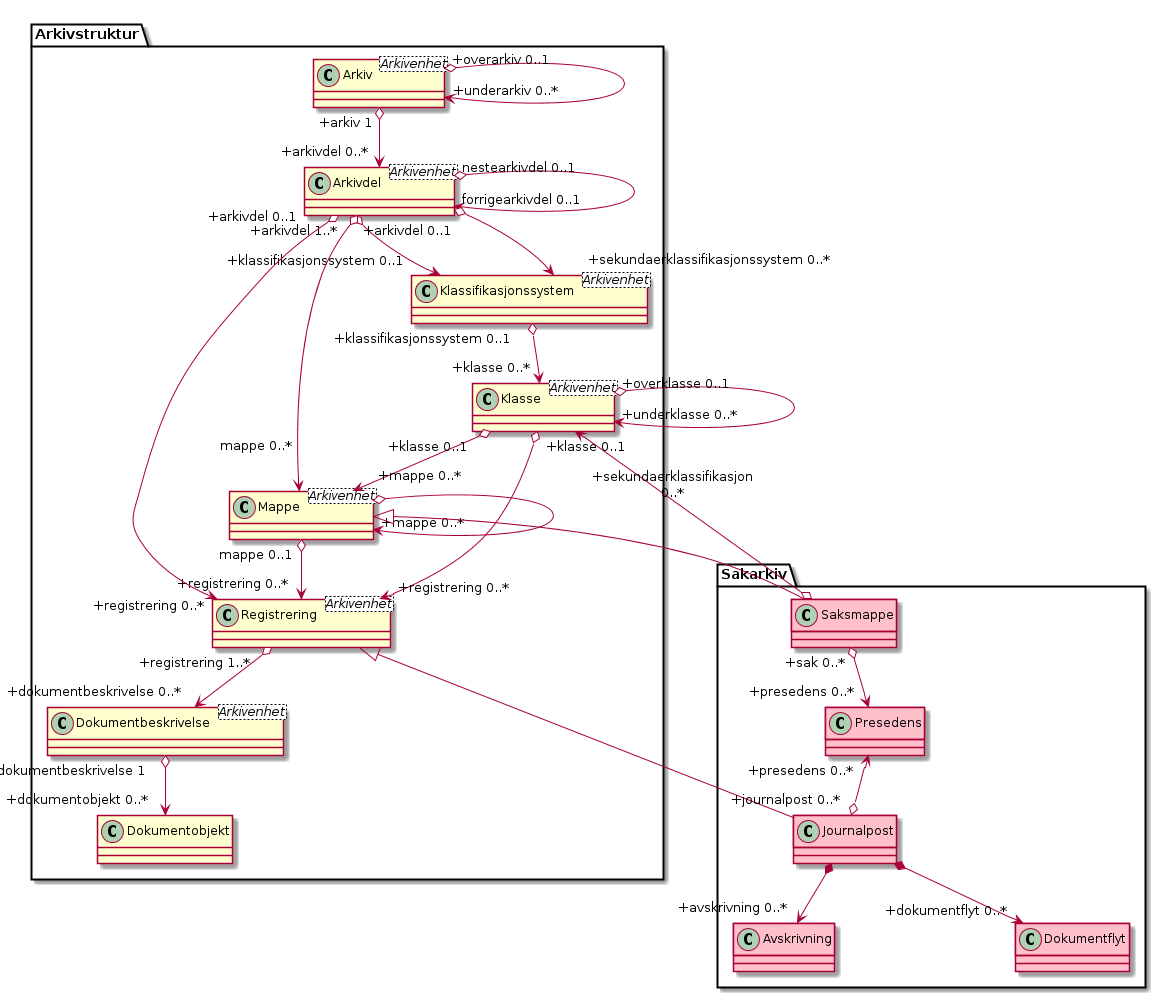 Arkivstruktur
Arkivenhet
+overarkiv 0..1
C Arkiv
+underarkiv 0..*
+arkiv 1
+arkivdel 0..*
Arkivenhet
nestearkivdel 0..1
C Arkivdel
forrigearkivdel 0..1
+arkivdel 0..1
+arkivdel 1..*
+arkivdel 0..1
+klassifikasjonssystem 0..1
+sekundaerklassifikasjonssystem 0..*
Arkivenhet
C Klassifikasjonssystem
+klassifikasjonssystem 0..1
+klasse 0..*
Arkivenhet
+overklasse 0..1
C Klasse
+underklasse 0..*
mappe 0..*
+klasse 0..1
+klasse 0..1
+mappe 0..*
+sekundaerklassifikasjon
0..*
Arkivenhet
C Mappe
+mappe 0..*
mappe 0..1
Sakarkiv
+registrering 0..*
+registrering 0..*
+registrering 0..*
Arkivenhet
C Registrering
C Saksmappe
+registrering 1..*
+sak 0..*
+dokumentbeskrivelse 0..*
+presedens 0..*
Arkivenhet
C Dokumentbeskrivelse
C Presedens
dokumentbeskrivelse 1
+presedens 0..*
+dokumentobjekt 0..*
+journalpost 0..*
C Dokumentobjekt
C Journalpost
+avskrivning 0..*
+dokumentflyt 0..*
C Avskrivning
C Dokumentflyt